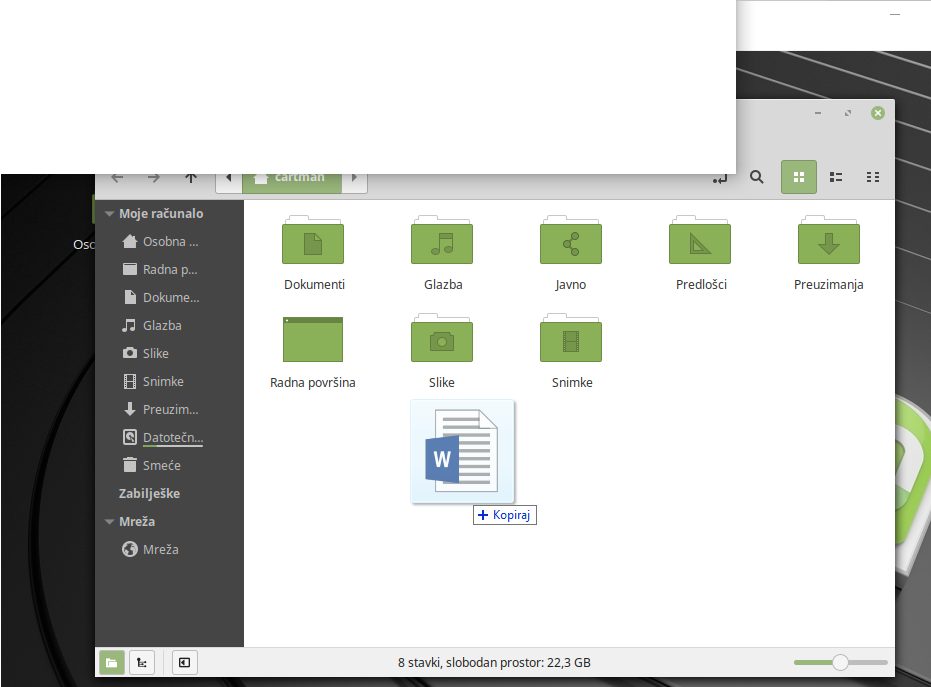 cartman
Oso
Moje računalo
Osobna ...
Radna p...
Dokume...
Glazba
Slike
Snimke
Preuzim...
Datotečn...
Smeće
Zabilješke
Mreža
Mreža
Dokumenti
Glazba
Javno
Predlošci
Preuzimanja
Radna površina
Slike
Snimke
W
Kopiraj
8 stavki, slobodan prostor: 22,3 GB